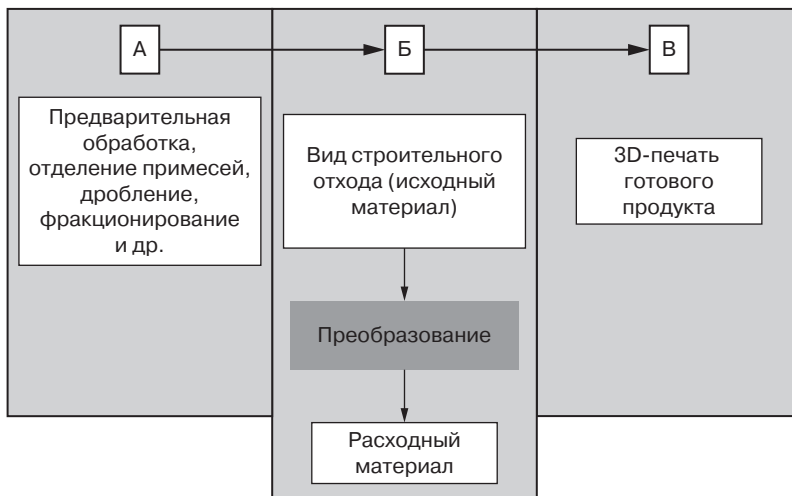 А
Б
В
Предварительная
обработка,
отделение примесей,
дробление,
фракционирование
и др.
Вид строительного
отхода (исходный
материал)
Преобразование
Расходный
материал
3D-печать
готового
продукта